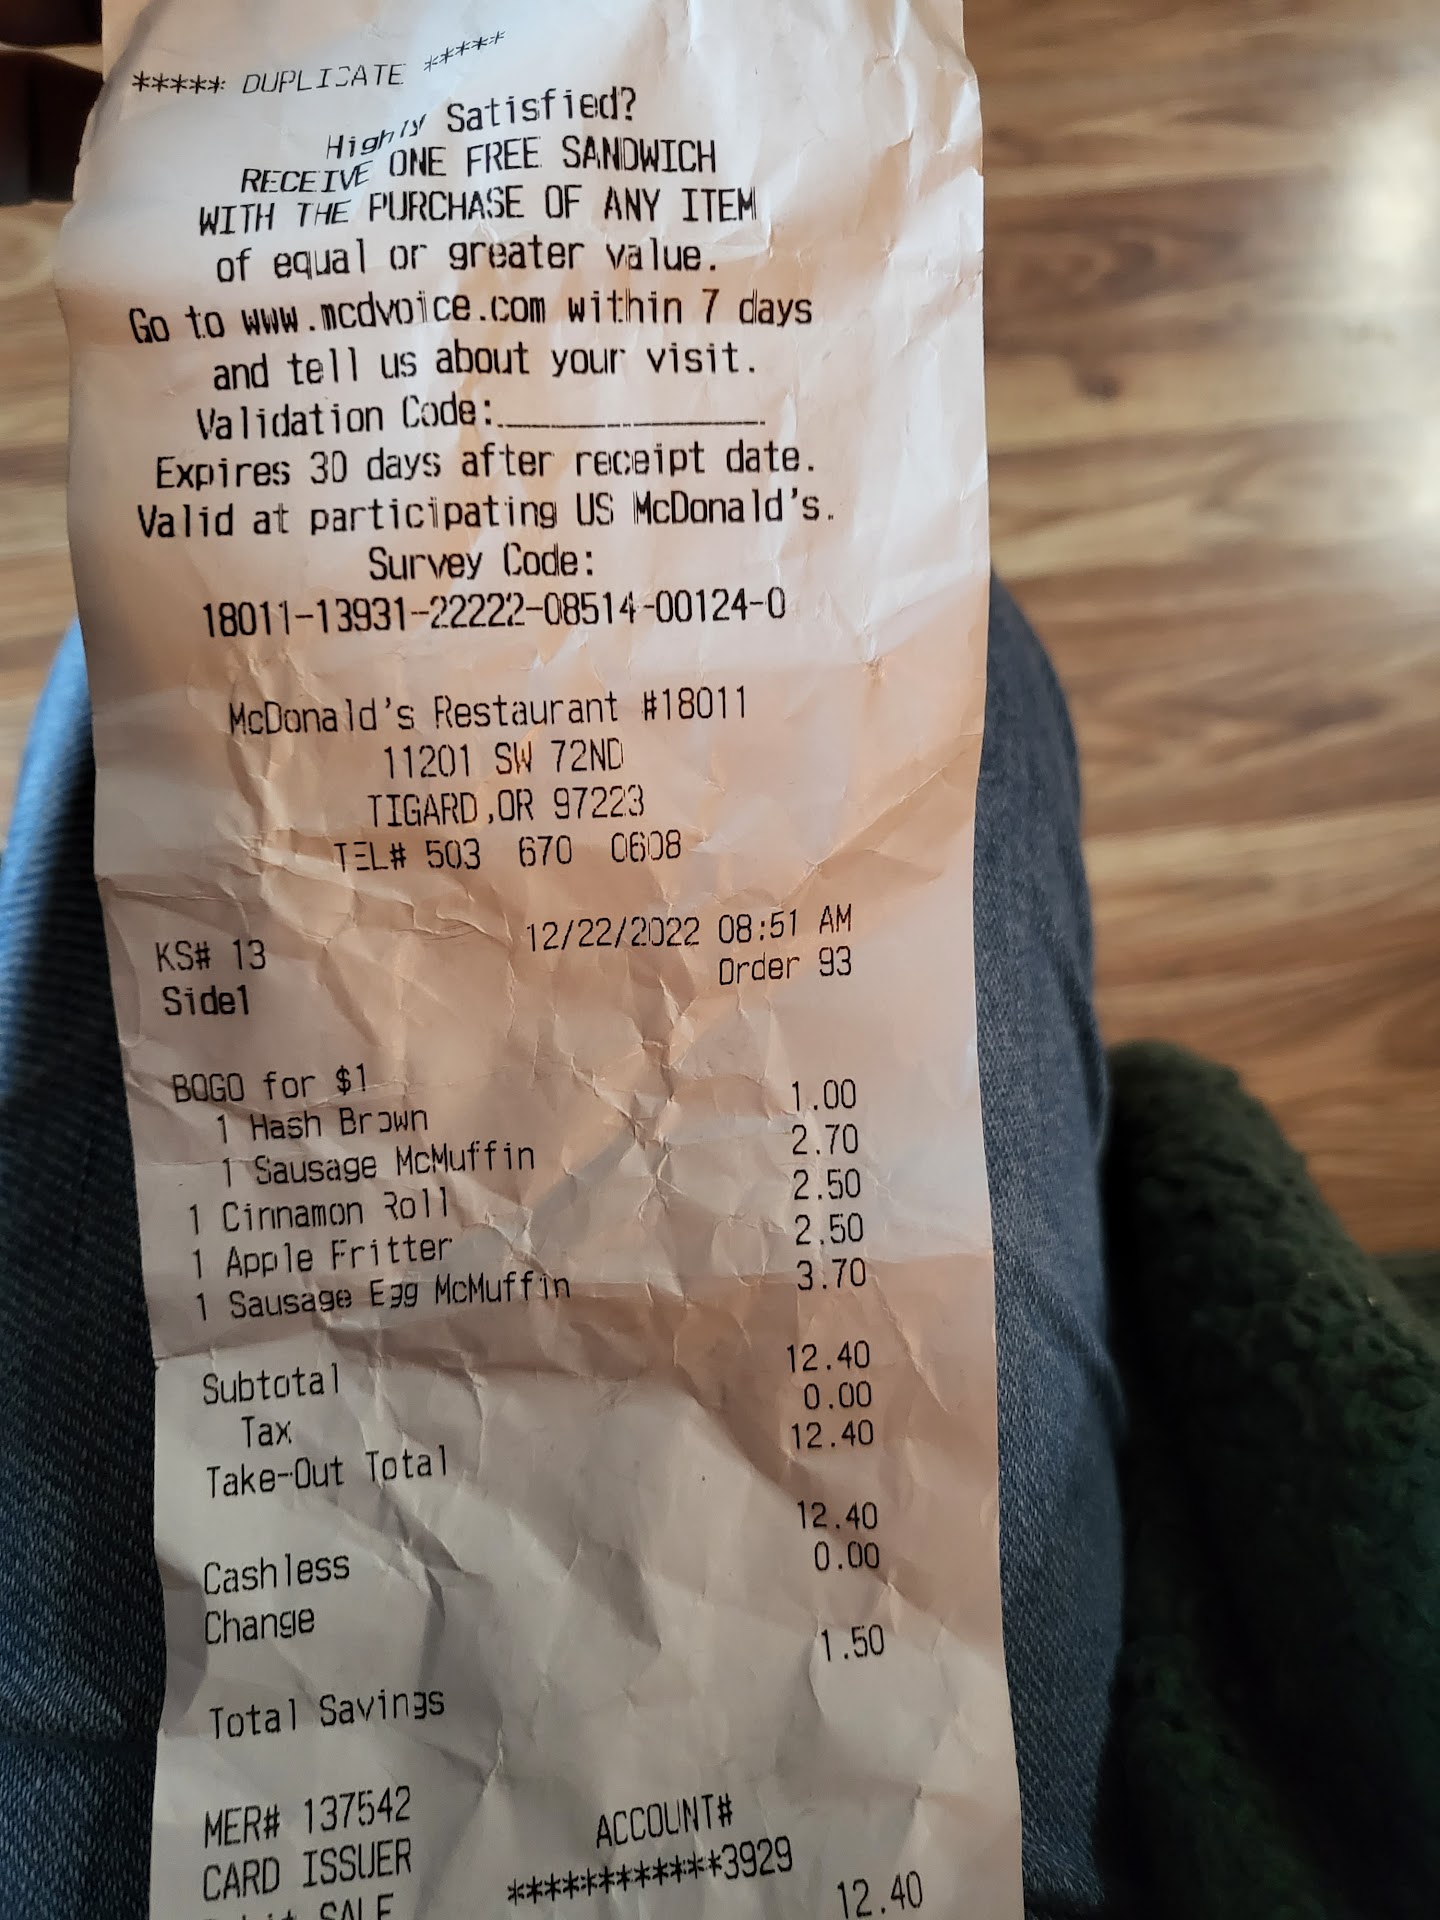 ***** DUPLICATE *****
Highly Satisfied?
RECEIVE ONE FREE SANDWICH
WITH THE PURCHASE OF ANY ITEM
of equal or greater value.
Go to www.mcdvoice.com within 7 days
and tell us about your visit.
Validation Code:______________
Expires 30 days after receipt date.
Valid at participating US McDonald's.
Survey Code:
18011-13931-22222-08514-00124-0
McDonald's Restaurant #18011
11201 SW 72ND
TIGARD,OR 97223
TEL# 503 670 0608
KS# 13 12/22/2022 08:51 AM
Side1 Order 93
BOGO for $1
1 Hash Brown 1.00
1 Sausage McMuffin 2.70
1 Cinnamon Roll 2.50
1 Apple Fritter 2.50
1 Sausage Egg McMuffin 3.70
Subtotal 12.40
Tax 0.00
Take-Out Total 12.40
Cashless 12.40
Change 0.00
Total Savings 1.50
MER# 137542
CARD ISSUER ACCOUNT#
SALE ************3929
12.40